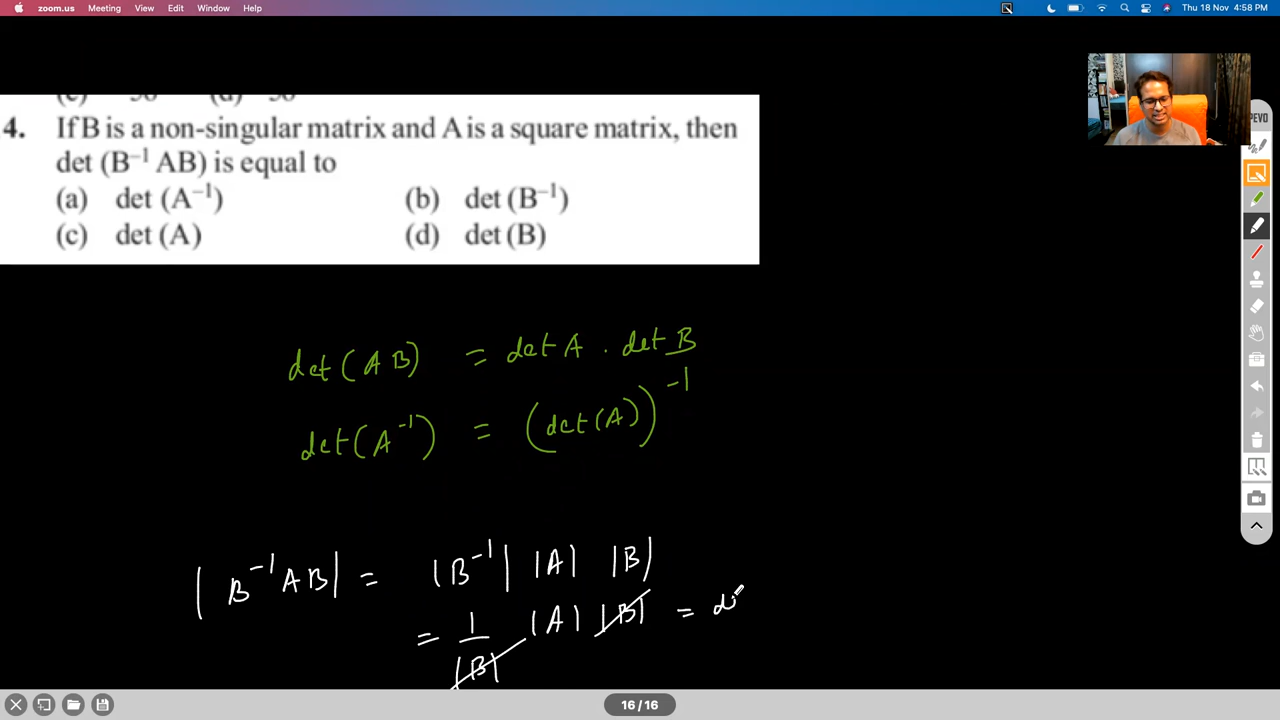 zoom.us Meeting View Edit Window Help Thu 18 Nov 4:58 PM
4. If B is a non-singular matrix and A is a square matrix, then
det (B⁻¹ AB) is equal to
(a) det (A⁻¹) (b) det (B⁻¹)
(c) det (A) (d) det (B)
det(AB) = det A . det B
det(A⁻¹) = (det(A))⁻¹
|B⁻¹AB| = |B⁻¹| |A| |B|
= 1/|B| |A| |B| =
16 / 16